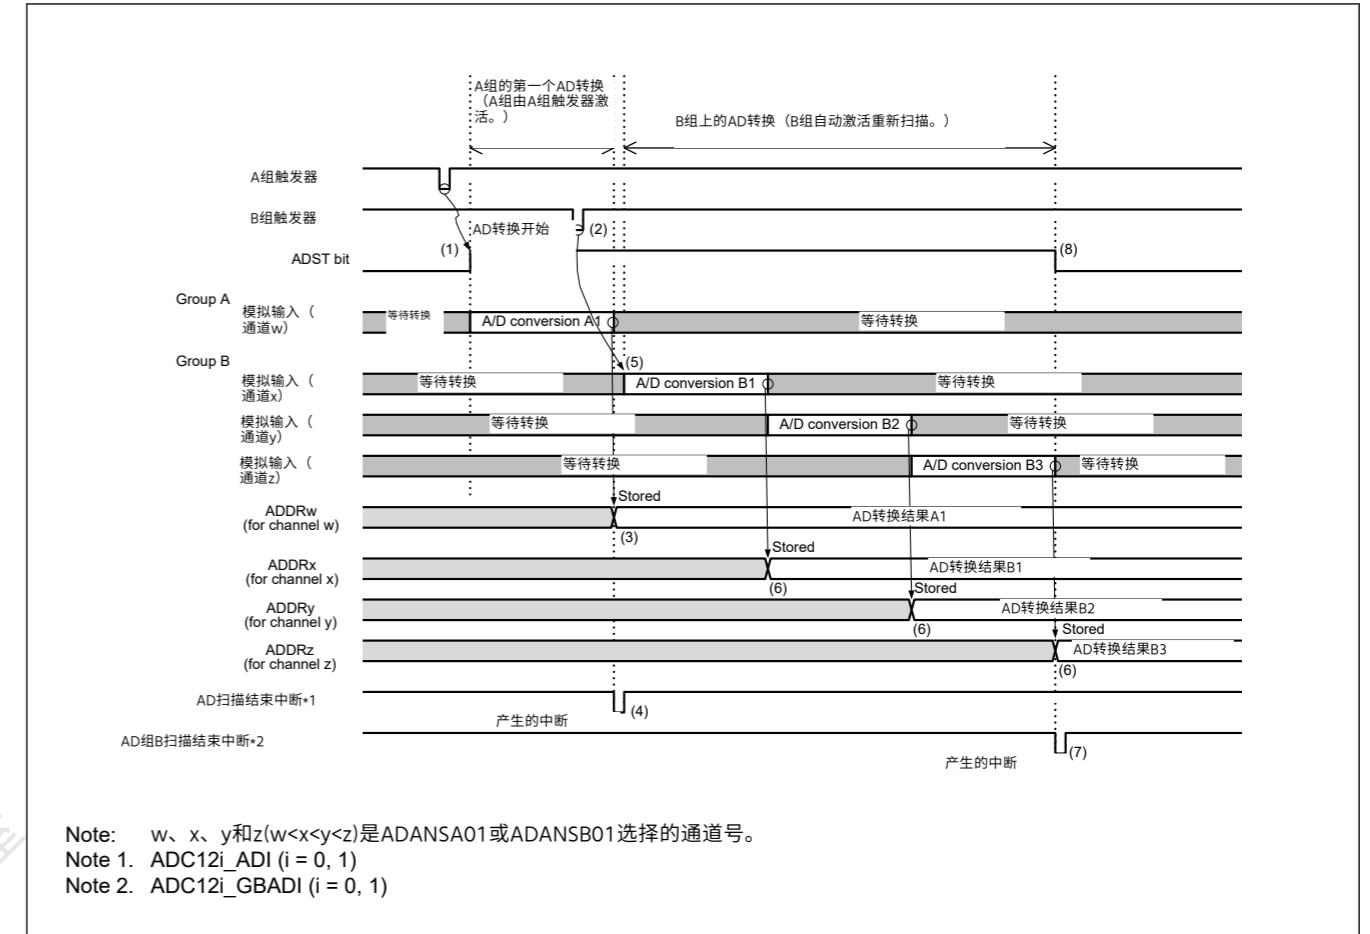 A组的第一个AD转换
（A组由A组触发器激
活。）
B组上的AD转换（B组自动激活重新扫描。）
A组触发器
B组触发器
AD转换开始
(2)
(1)
(8)
ADST bit
Group A
模拟输入（
通道w）
等待转换
A/D conversion A1
等待转换
Group B
(5)
模拟输入（
通道x）
等待转换
A/D conversion B1
等待转换
模拟输入（
通道y）
等待转换
A/D conversion B2
等待转换
模拟输入（
通道z）
等待转换
A/D conversion B3
等待转换
Stored
ADDRw
(for channel w)
AD转换结果A1
(3)
Stored
ADDRx
(for channel x)
AD转换结果B1
(6)
Stored
ADDRy
(for channel y)
AD转换结果B2
(6)
Stored
ADDRz
(for channel z)
AD转换结果B3
(6)
AD扫描结束中断*1
(4)
产生的中断
AD组B扫描结束中断*2
(7)
产生的中断
Note: w、x、y和z(w<x<y<z)是ADANSA01或ADANSB01选择的通道号。
Note 1. ADC12i_ADI (i = 0, 1)
Note 2. ADC12i_GBADI (i = 0, 1)